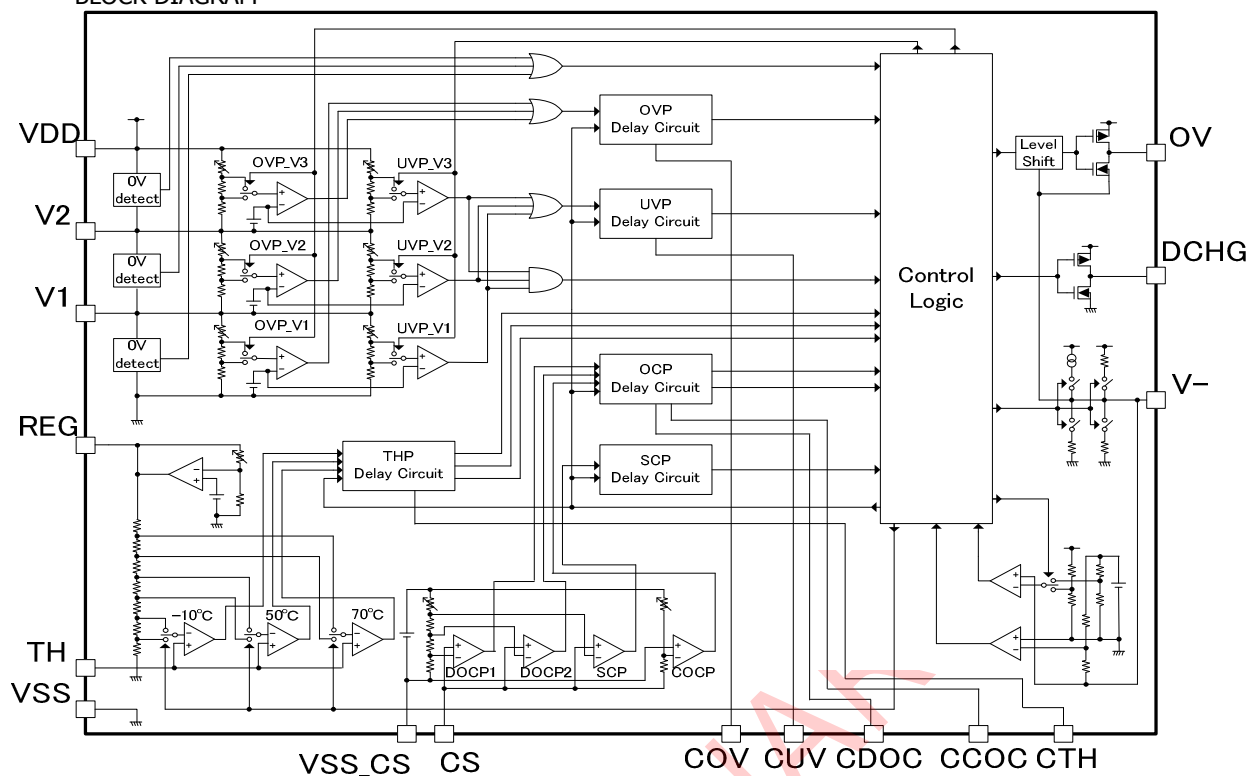 BLOCK DIAGRAM
VDD
V2
V1
REG
TH
VSS
0V
detect
0V
detect
0V
detect
OVP_V3
UVP_V3
OVP_V2
UVP_V2
OVP_V1
UVP_V1
OVP
Delay Circuit
UVP
Delay Circuit
OCP
Delay Circuit
SCP
Delay Circuit
THP
Delay Circuit
Control
Logic
Level
Shift
OV
DCHG
V-
-10℃
50℃
70℃
DOCP1
DOCP2
SCP
COCP
VSS_CS
CS
COV
CUV
CDOC
CCOC
CTH